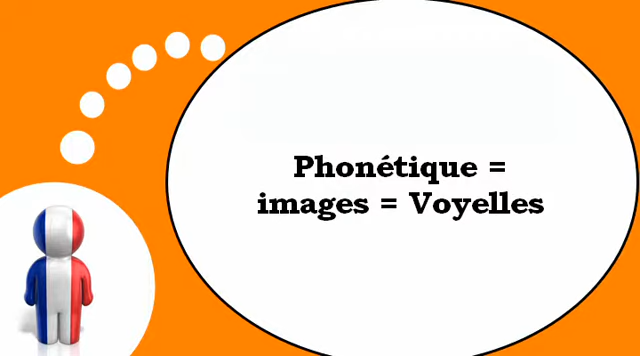 Phonétique =
images = Voyelles